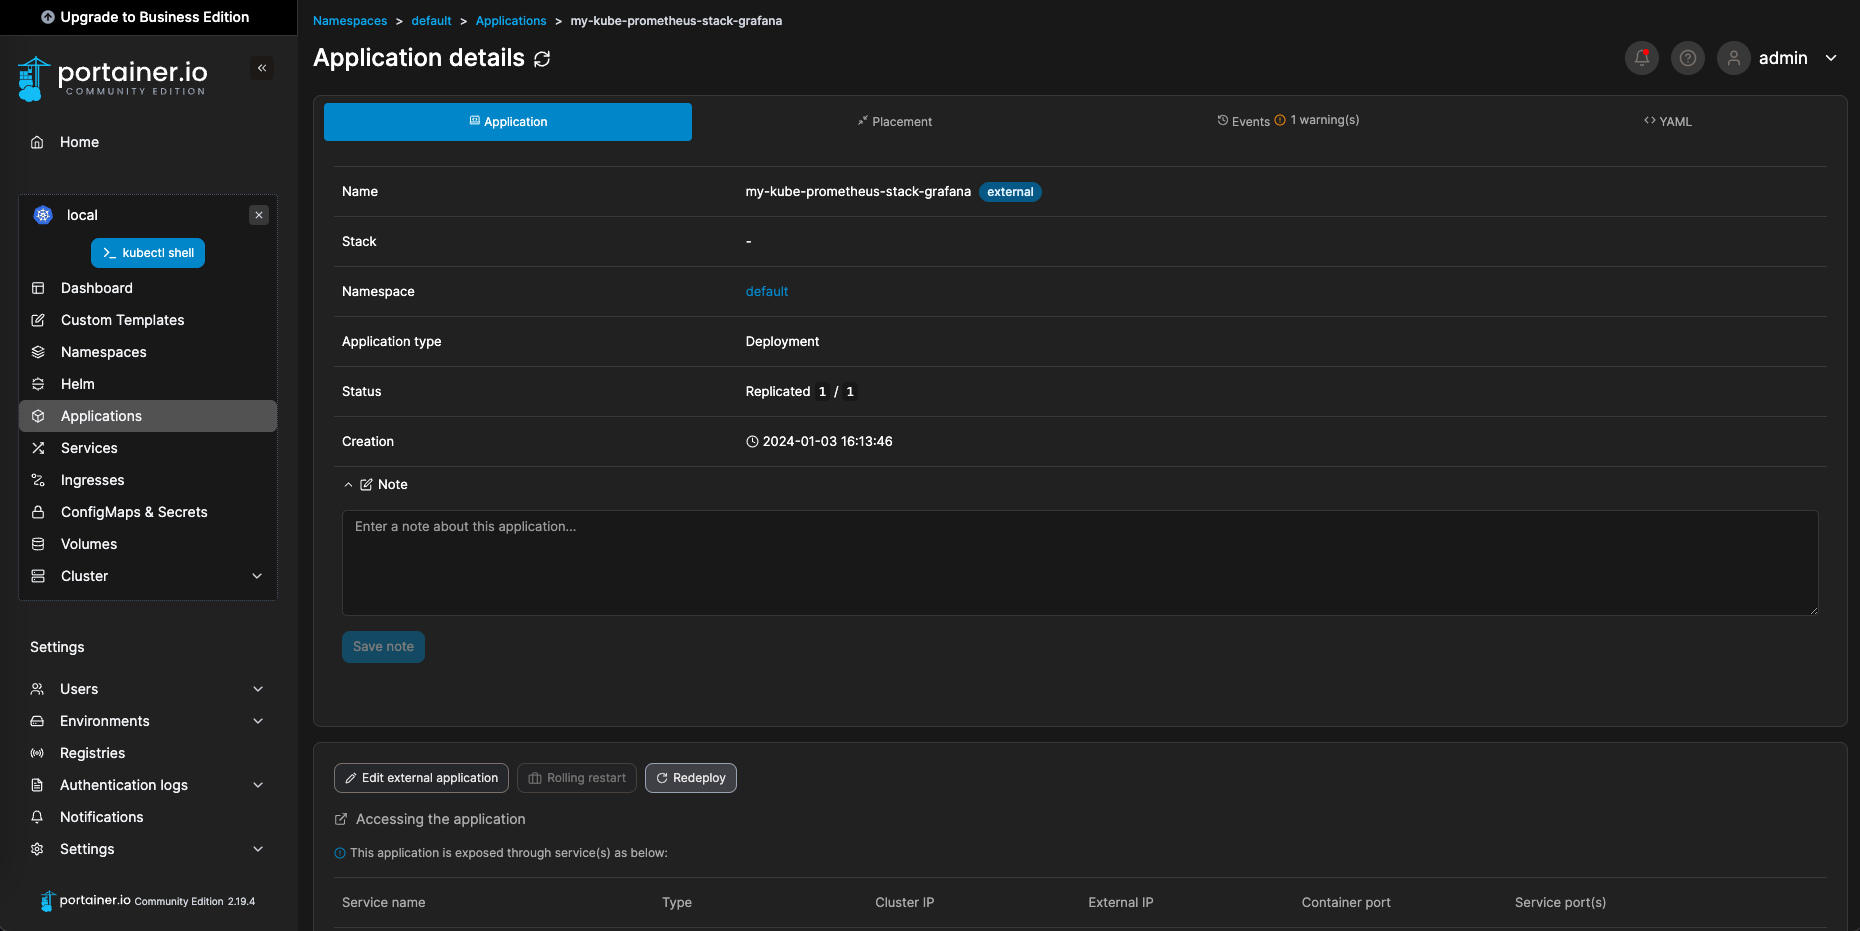 Upgrade to Business Edition
portainer.io
COMMUNITY EDITION
Home
local
kubectl shell
Dashboard
Custom Templates
Namespaces
Helm
Applications
Services
Ingresses
ConfigMaps & Secrets
Volumes
Cluster
Settings
Users
Environments
Registries
Authentication logs
Notifications
Settings
portainer.io Community Edition 2.19.4
Namespaces > default > Applications > my-kube-prometheus-stack-grafana
Application details
admin
Application Placement Events 1 warning(s) YAML
Name my-kube-prometheus-stack-grafana external
Stack -
Namespace default
Application type Deployment
Status Replicated 1 / 1
Creation 2024-01-03 16:13:46
Note
Enter a note about this application...
Save note
Edit external application Rolling restart Redeploy
Accessing the application
This application is exposed through service(s) as below:
Service name Type Cluster IP External IP Container port Service port(s)